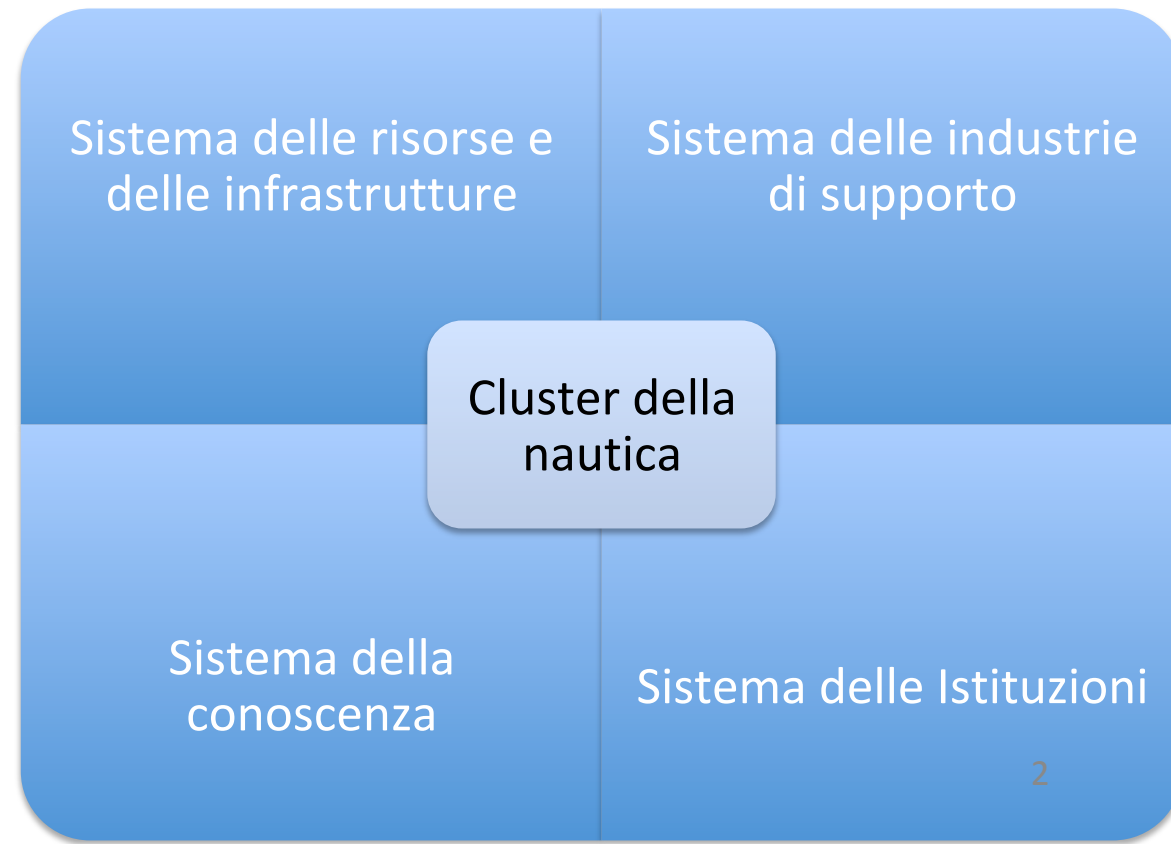 Sistema delle risorse e
delle infrastrutture
Sistema delle industrie
di supporto
Cluster della
nautica
Sistema della
conoscenza
Sistema delle Istituzioni
2